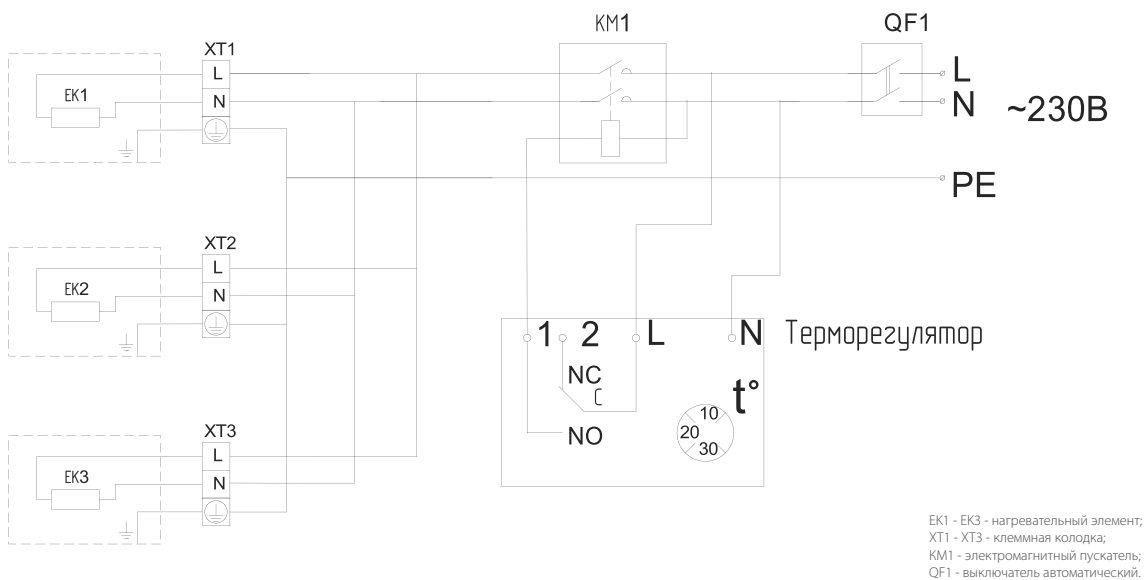 KM1
QF1
XT1
L
N
EK1
L
N
~230В
PE
XT2
L
N
EK2
1
2
L
N
Терморегулятор
NC
C
NO
t°
10
20
30
XT3
L
N
EK3
EK1 - EK3 - нагревательный элемент;
XT1 - XT3 - клеммная колодка;
KM1 - электромагнитный пускатель;
QF1 - выключатель автоматический.